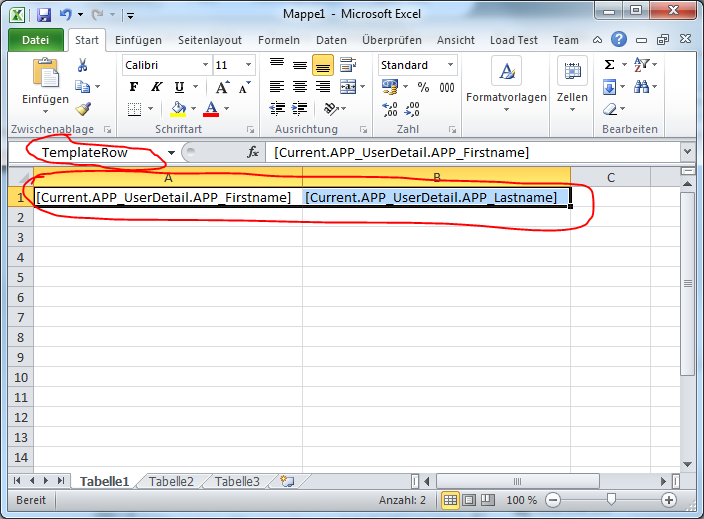 Mappe1 - Microsoft Excel
Datei Start Einfügen Seitenlayout Formeln Daten Überprüfen Ansicht Load Test Team
Calibri 11 Standard
Einfügen F K U A A % 000 Formatvorlagen Zellen
Zwischenablage Schriftart Ausrichtung Zahl Bearbeiten
TemplateRow fx [Current.APP_UserDetail.APP_Firstname]
A B C
1 [Current.APP_UserDetail.APP_Firstname] [Current.APP_UserDetail.APP_Lastname]
2
3
4
5
6
7
8
9
10
11
12
13
14
Tabelle1 Tabelle2 Tabelle3
Bereit Anzahl: 2 100 %